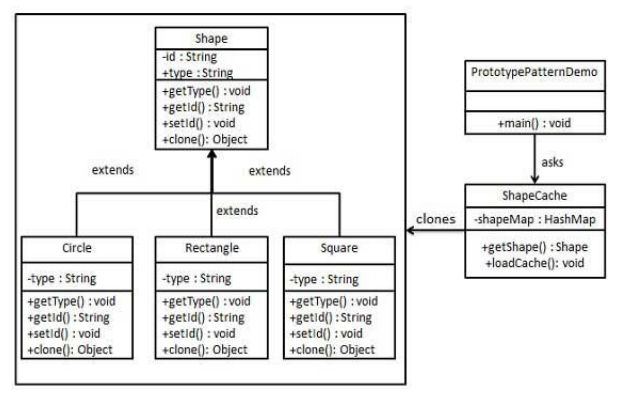 Shape
-id : String
+type : String
+getType() : void
+getId() : String
+setId() : void
+clone(): Object
extends
extends
extends
Circle
-type : String
+getType() : void
+getId() : String
+setId() : void
+clone(): Object
Rectangle
-type : String
+getType() : void
+getId() : String
+setId() : void
+clone(): Object
Square
-type : String
+getType() : void
+getId() : String
+setId() : void
+clone(): Object
PrototypePatternDemo
+main() : void
asks
ShapeCache
-shapeMap : HashMap
+getShape() : Shape
+loadCache(): void
clones